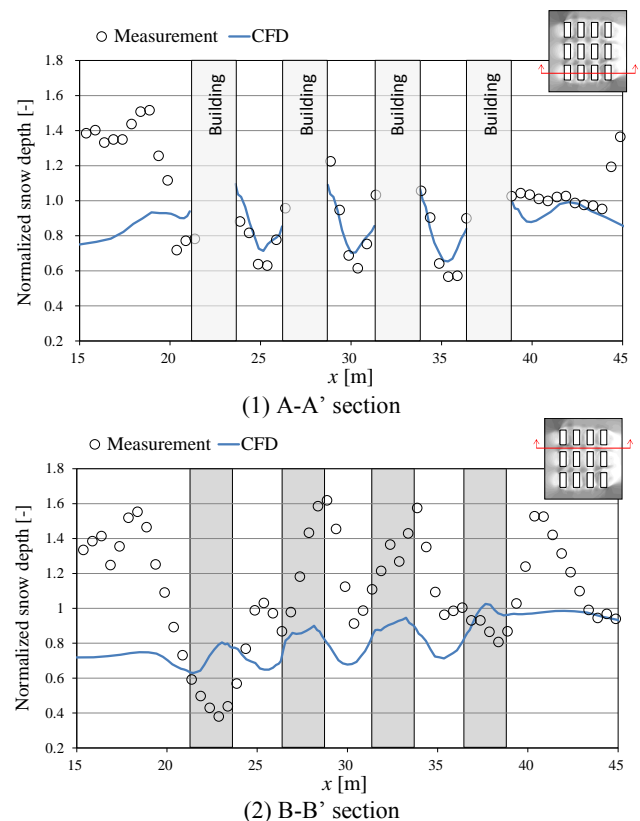 Measurement CFD
Normalized snow depth [-]
1.8
1.6
1.4
1.2
1.0
0.8
0.6
0.4
0.2
Building Building Building Building
15 20 25 30 35 40 45
x [m]
(1) A-A’ section
Measurement CFD
Normalized snow depth [-]
1.8
1.6
1.4
1.2
1
0.8
0.6
0.4
0.2
15 20 25 30 35 40 45
x [m]
(2) B-B’ section